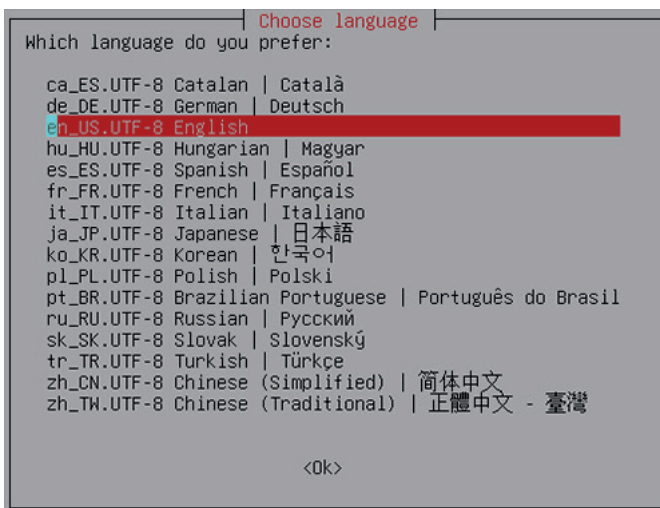 Choose language
Which language do you prefer:
ca_ES.UTF-8 Catalan | Català
de_DE.UTF-8 German | Deutsch
en_US.UTF-8 English
hu_HU.UTF-8 Hungarian | Magyar
es_ES.UTF-8 Spanish | Español
fr_FR.UTF-8 French | Français
it_IT.UTF-8 Italian | Italiano
ja_JP.UTF-8 Japanese | 日本語
ko_KR.UTF-8 Korean | 한국어
pl_PL.UTF-8 Polish | Polski
pt_BR.UTF-8 Brazilian Portuguese | Português do Brasil
ru_RU.UTF-8 Russian | Русский
sk_SK.UTF-8 Slovak | Slovenský
tr_TR.UTF-8 Turkish | Türkçe
zh_CN.UTF-8 Chinese (Simplified) | 简体中文
zh_TW.UTF-8 Chinese (Traditional) | 正體中文 - 臺灣
<Ok>